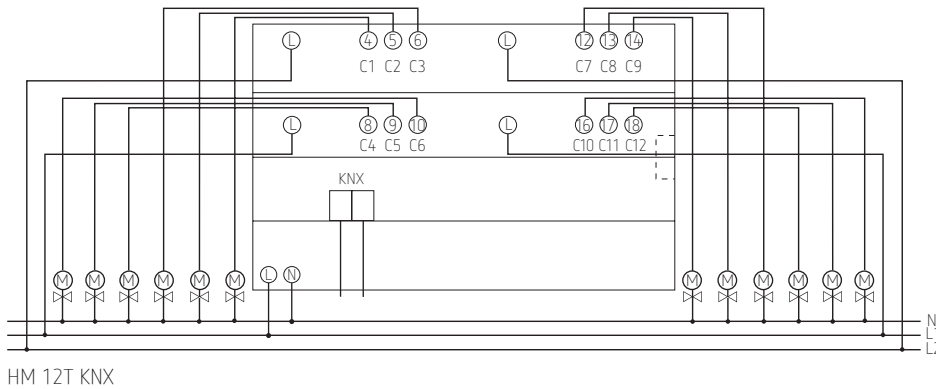 L 4 5 6 L 12 13 14
C1 C2 C3 C7 C8 C9
L 8 9 10 L 16 17 18
C4 C5 C6 C10 C11 C12
KNX
M M M M M M L N M M M M M M
N
L1
L2
HM 12T KNX